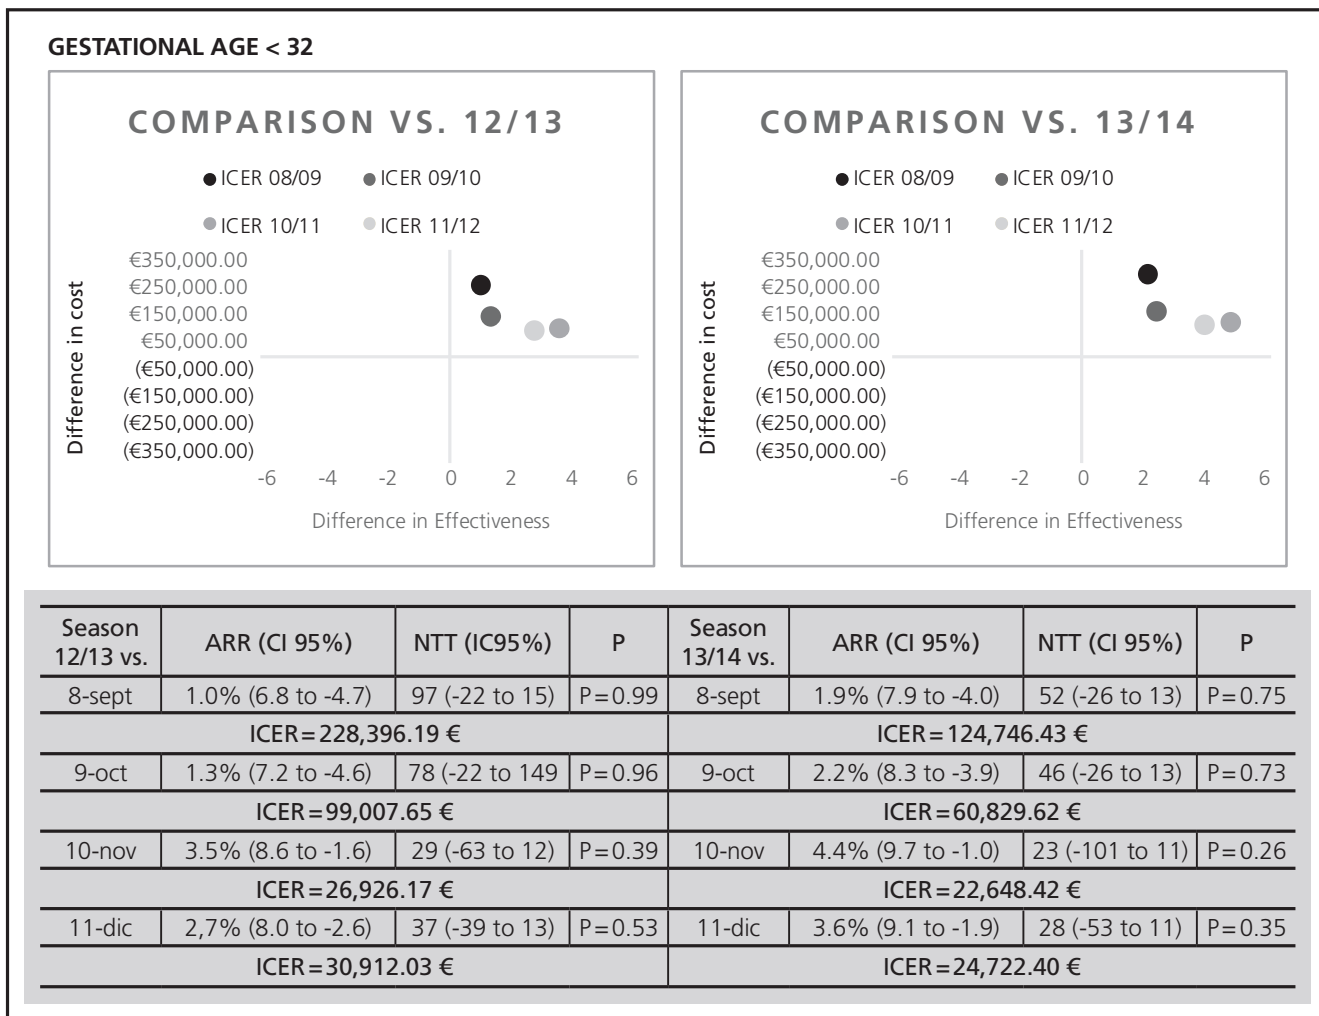 GESTATIONAL AGE < 32
COMPARISON VS. 12/13
ICER 08/09 ICER 09/10
ICER 10/11 ICER 11/12
Difference in cost
€350,000.00
€250,000.00
€150,000.00
€50,000.00
(€50,000.00)
(€150,000.00)
(€250,000.00)
(€350,000.00)
-6 -4 -2 0 2 4 6
Difference in Effectiveness
COMPARISON VS. 13/14
ICER 08/09 ICER 09/10
ICER 10/11 ICER 11/12
Difference in cost
€350,000.00
€250,000.00
€150,000.00
€50,000.00
(€50,000.00)
(€150,000.00)
(€250,000.00)
(€350,000.00)
-6 -4 -2 0 2 4 6
Difference in Effectiveness
Season 12/13 vs. ARR (CI 95%) NTT (IC95%) P Season 13/14 vs. ARR (CI 95%) NTT (CI 95%) P
8-sept 1.0% (6.8 to -4.7) 97 (-22 to 15) P=0.99 8-sept 1.9% (7.9 to -4.0) 52 (-26 to 13) P=0.75
ICER=228,396.19 € ICER=124,746.43 €
9-oct 1.3% (7.2 to -4.6) 78 (-22 to 149 P=0.96 9-oct 2.2% (8.3 to -3.9) 46 (-26 to 13) P=0.73
ICER=99,007.65 € ICER=60,829.62 €
10-nov 3.5% (8.6 to -1.6) 29 (-63 to 12) P=0.39 10-nov 4.4% (9.7 to -1.0) 23 (-101 to 11) P=0.26
ICER=26,926.17 € ICER=22,648.42 €
11-dic 2,7% (8.0 to -2.6) 37 (-39 to 13) P=0.53 11-dic 3.6% (9.1 to -1.9) 28 (-53 to 11) P=0.35
ICER=30,912.03 € ICER=24,722.40 €